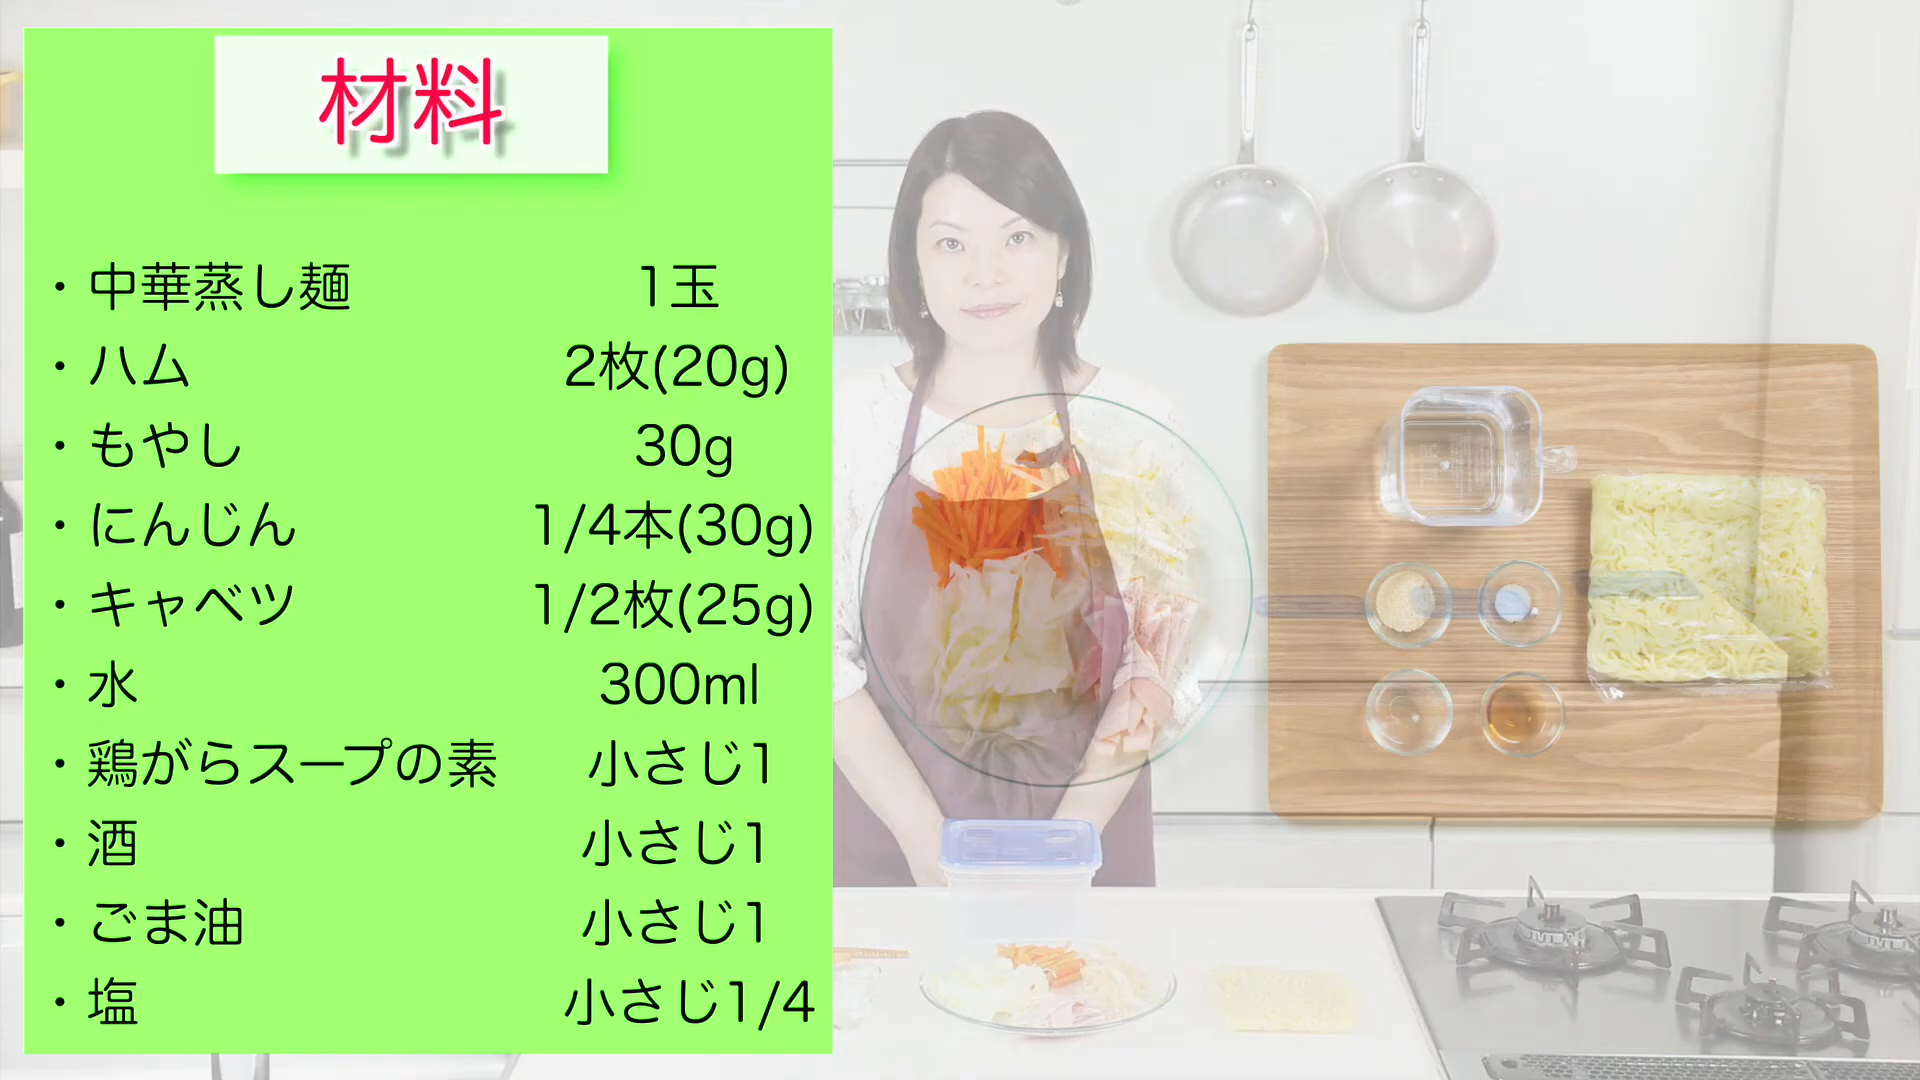 材料
・中華蒸し麺 1玉
・ハム 2枚(20g)
・もやし 30g
・にんじん 1/4本(30g)
・キャベツ 1/2枚(25g)
・水 300ml
・鶏がらスープの素 小さじ1
・酒 小さじ1
・ごま油 小さじ1
・塩 小さじ1/4